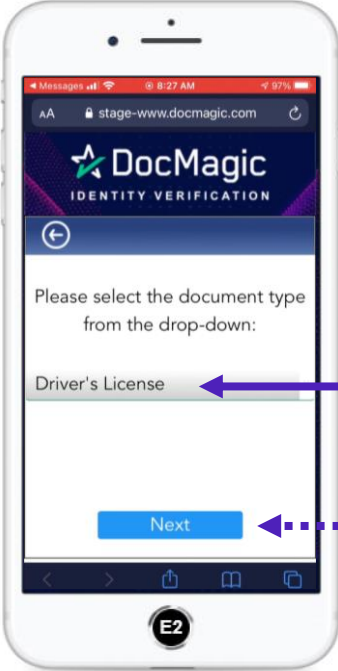 Messages 8:27 AM 97%
AA stage-www.docmagic.com
DocMagic
IDENTITY VERIFICATION
Please select the document type
from the drop-down:
Driver's License
Next
E2